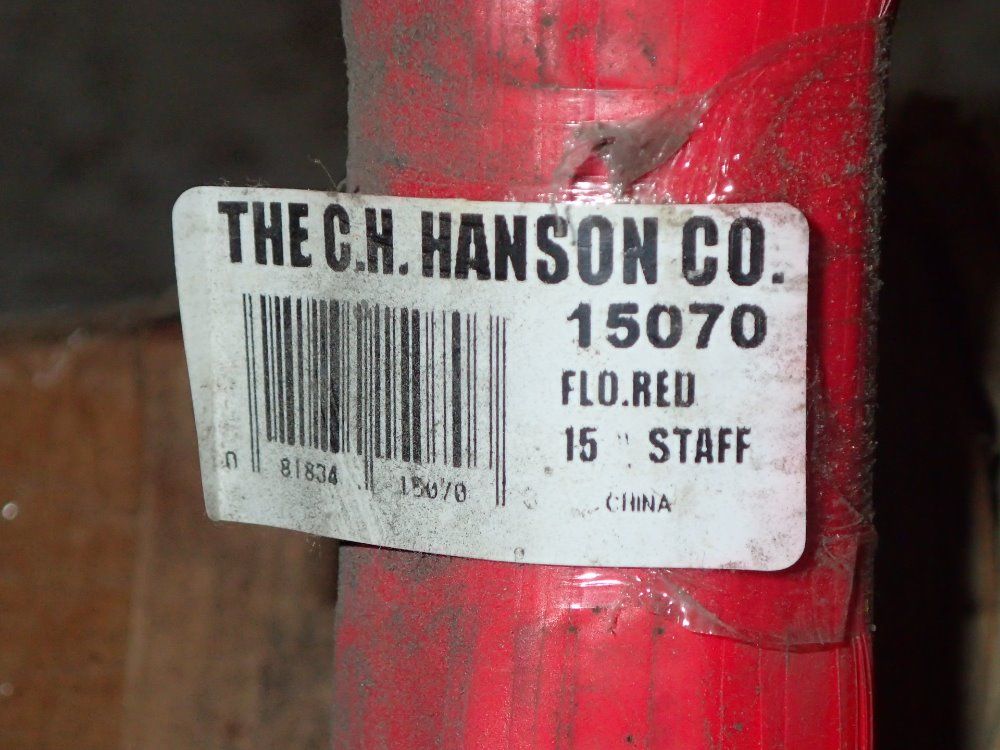 THE C.H. HANSON CO.
15070
FLO.RED
15 " STAFF
0 81834 15070
CHINA